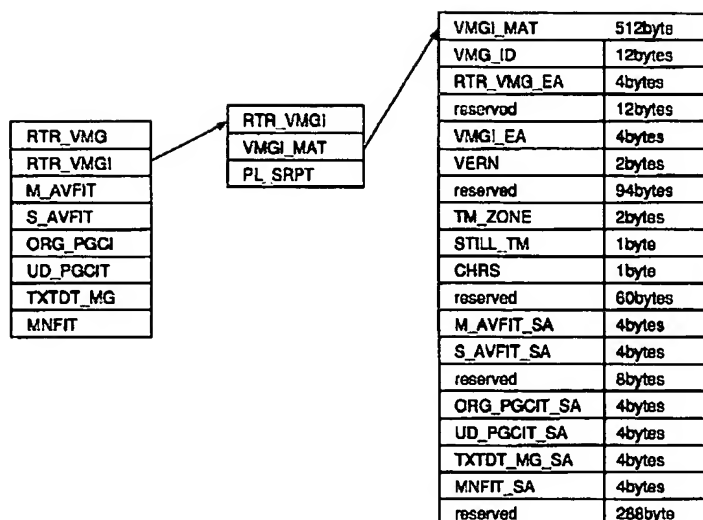 RTR_VMG
RTR_VMGI
M_AVFIT
S_AVFIT
ORG_PGCI
UD_PGCIT
TXTDT_MG
MNFIT
RTR_VMGI
VMGI_MAT
PL_SRPT
VMGI_MAT 512byte
VMG_ID 12bytes
RTR_VMG_EA 4bytes
reserved 12bytes
VMGI_EA 4bytes
VERN 2bytes
reserved 94bytes
TM_ZONE 2bytes
STILL_TM 1byte
CHRS 1byte
reserved 60bytes
M_AVFIT_SA 4bytes
S_AVFIT_SA 4bytes
reserved 8bytes
ORG_PGCIT_SA 4bytes
UD_PGCIT_SA 4bytes
TXTDT_MG_SA 4bytes
MNFIT_SA 4bytes
reserved 288byte